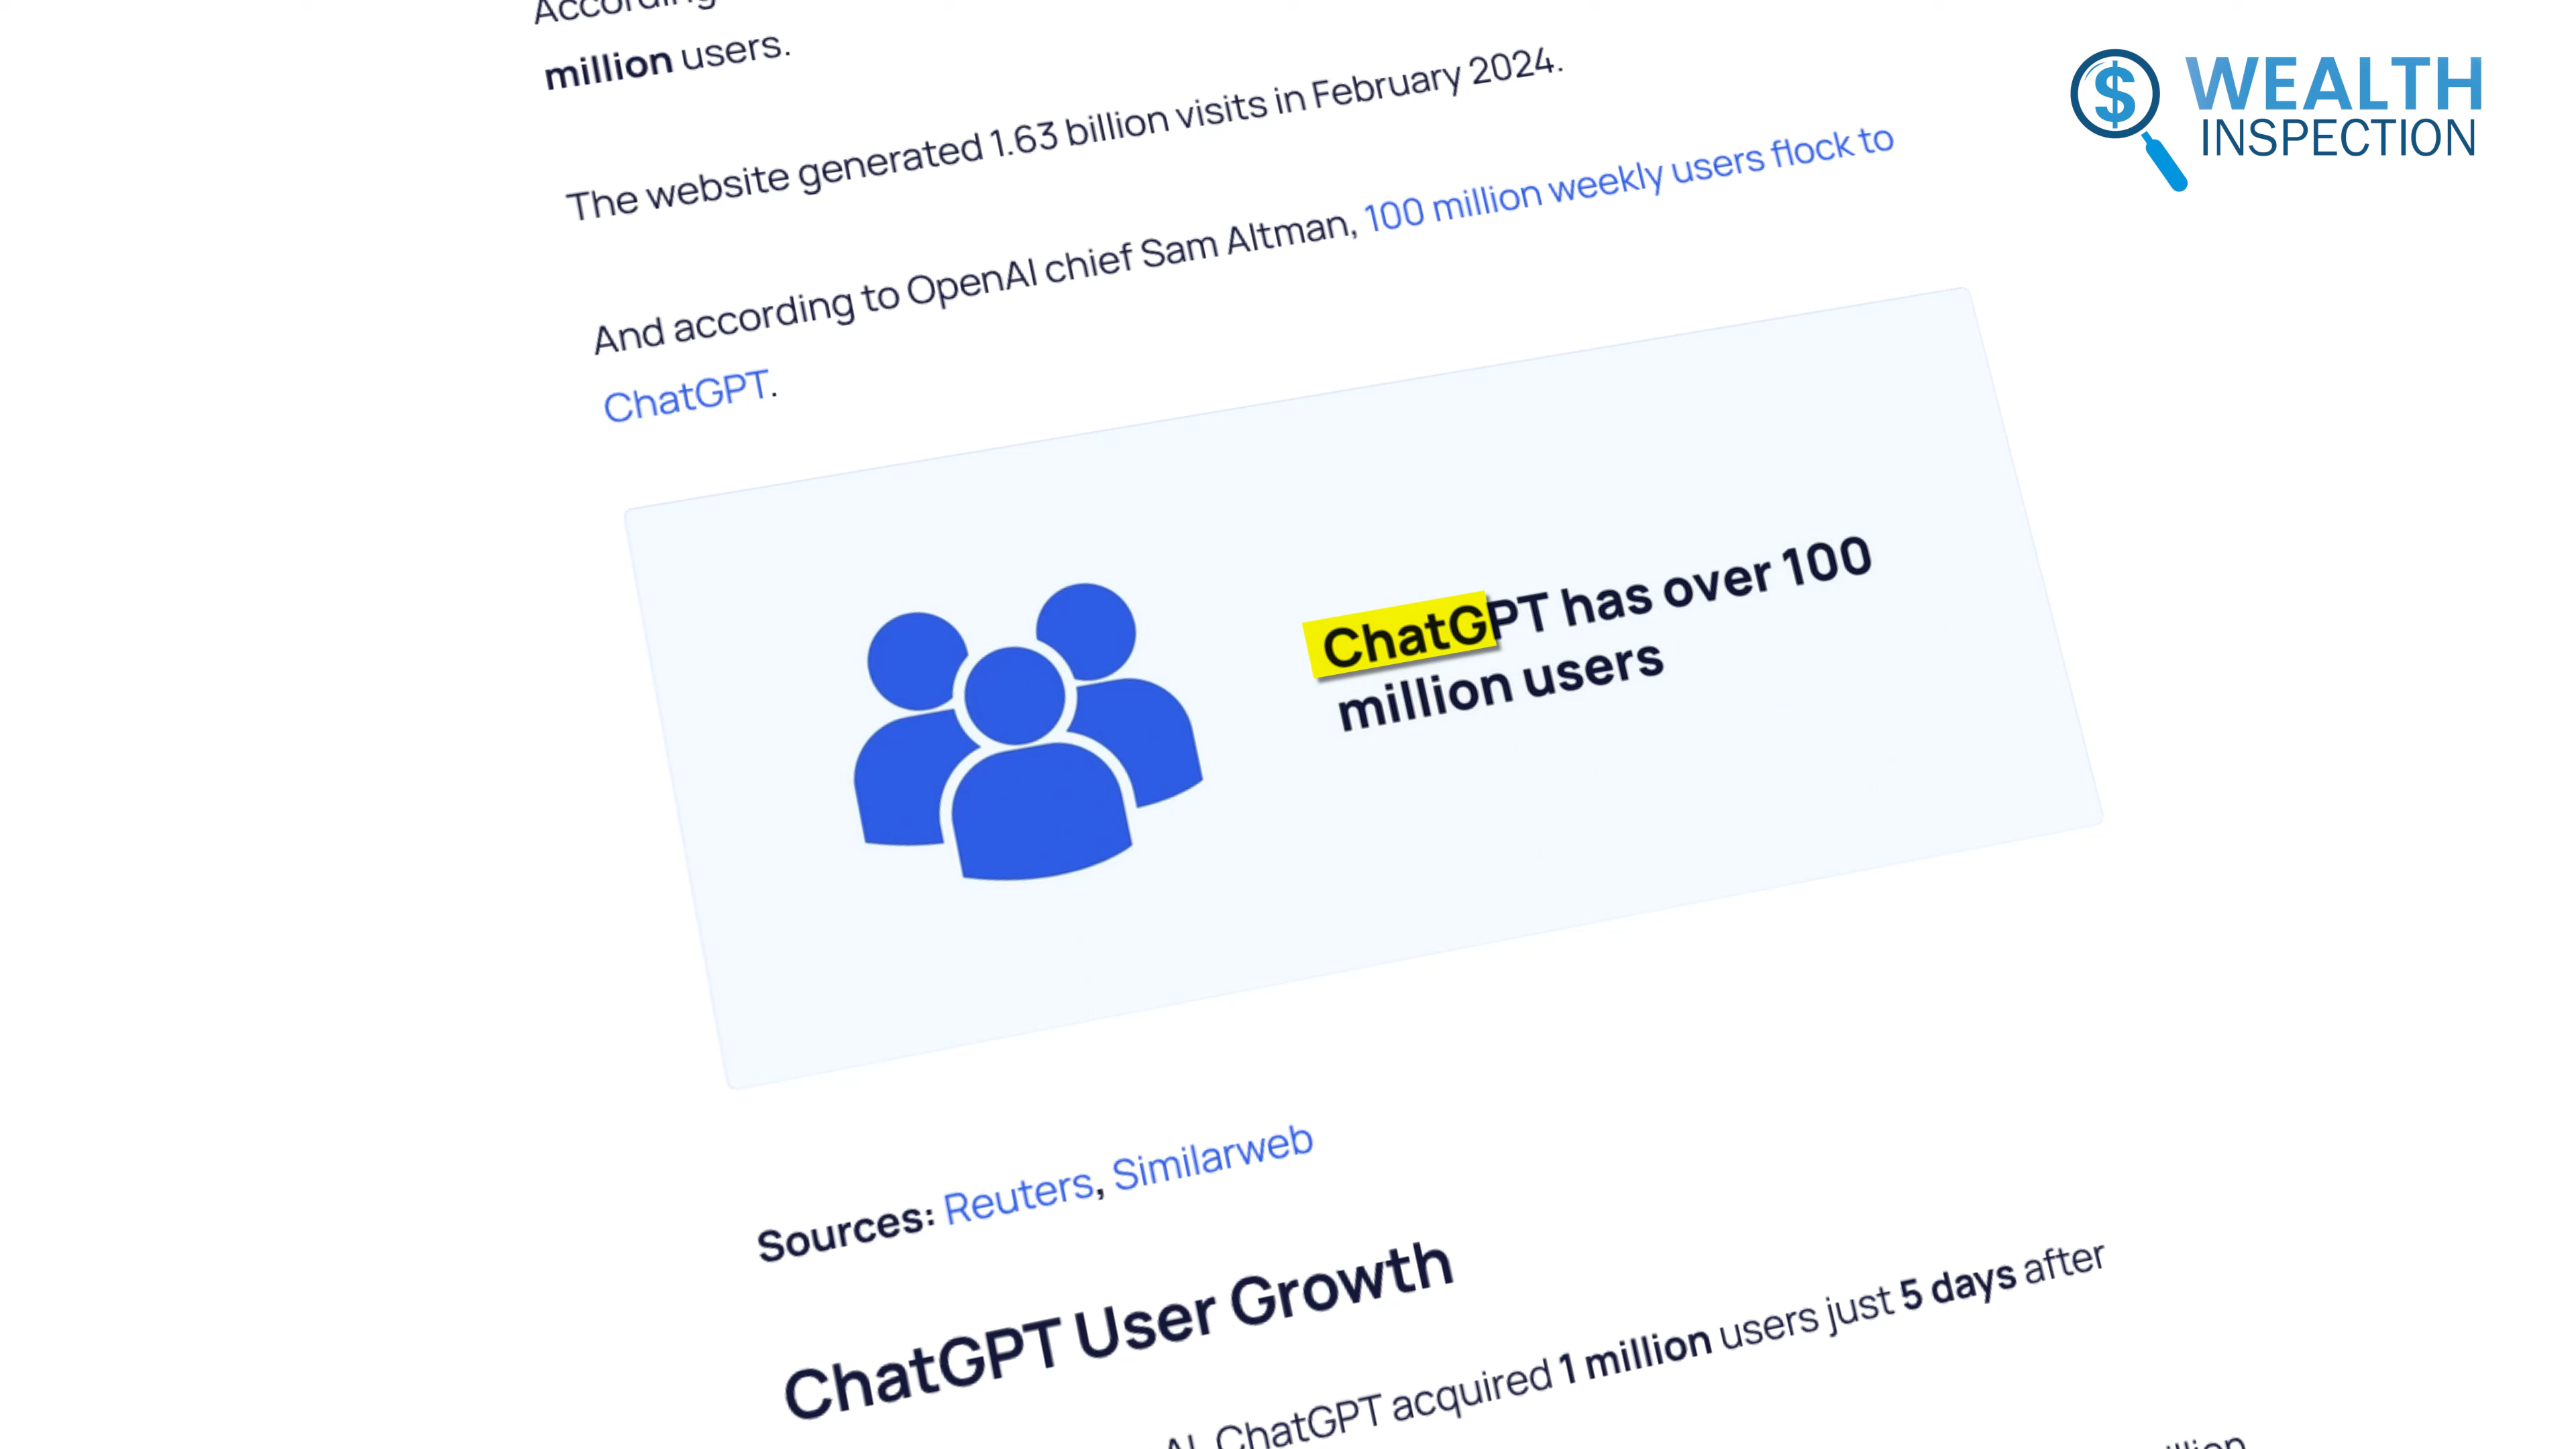 According
million users.
The website generated 1.63 billion visits in February 2024.
And according to OpenAI chief Sam Altman, 100 million weekly users flock to
ChatGPT.
WEALTH
INSPECTION
ChatGPT has over 100
million users
Sources: Reuters, Similarweb
ChatGPT User Growth
AI, ChatGPT acquired 1 million users just 5 days after